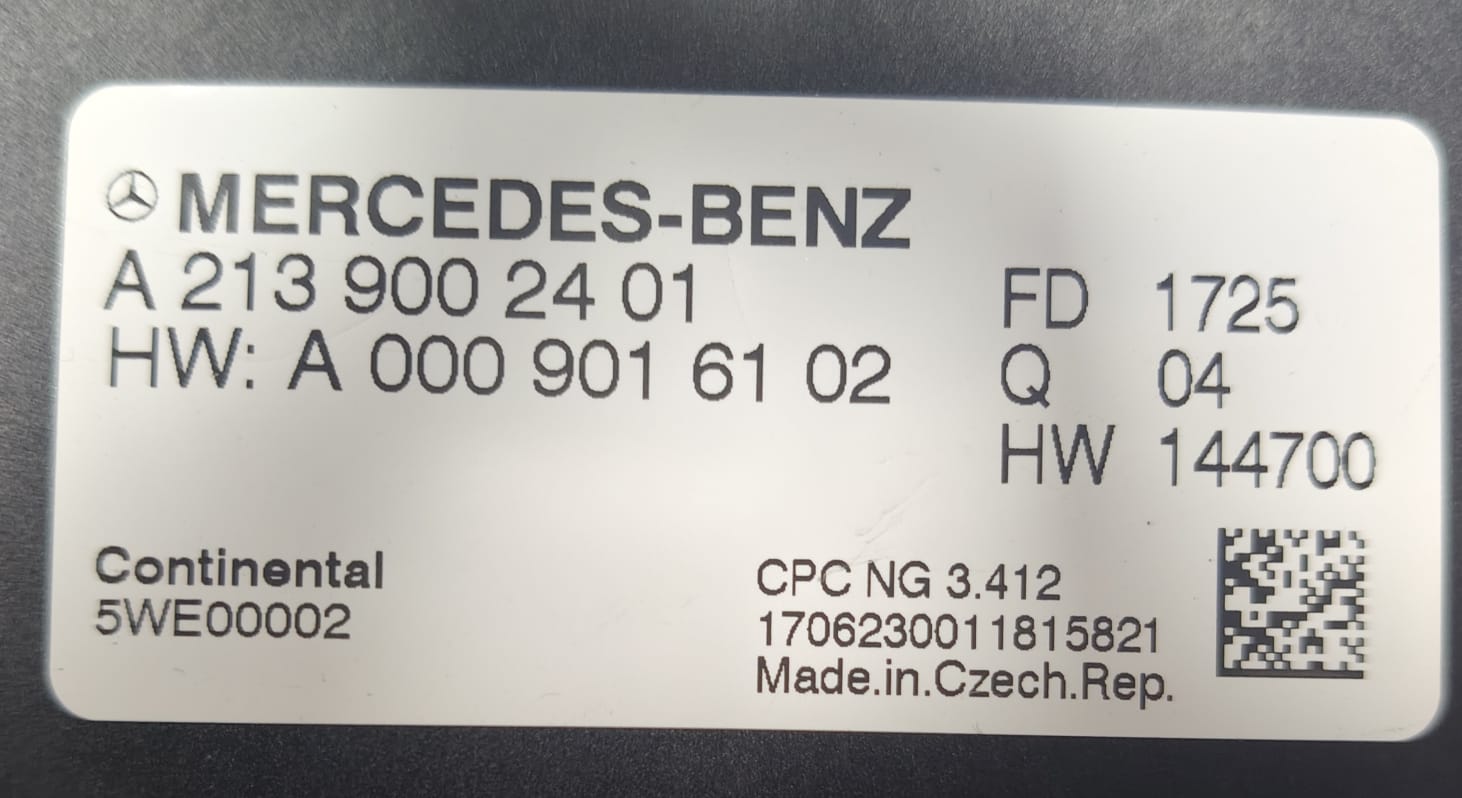 MERCEDES-BENZ
A 213 900 24 01
HW: A 000 901 61 02
FD 1725
Q 04
HW 144700
Continental
5WE00002
CPC NG 3.412
1706230011815821
Made.in.Czech.Rep.